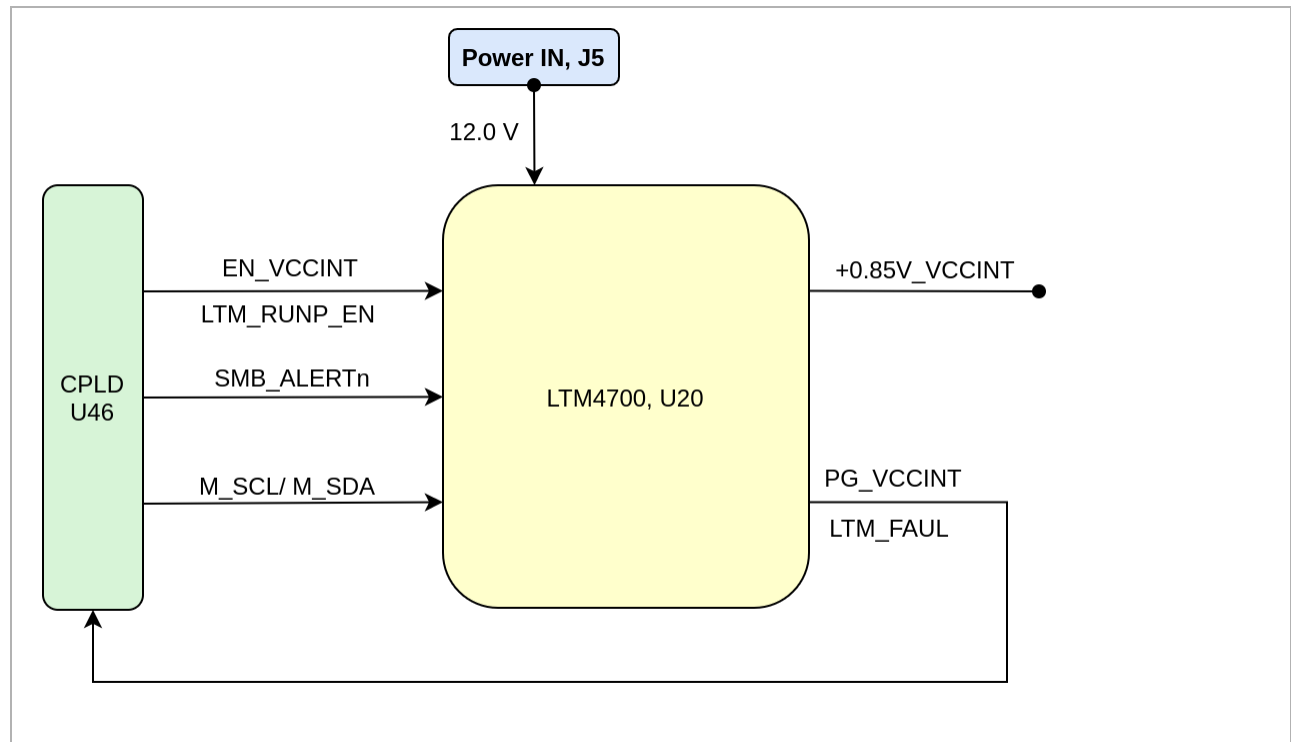 Power IN, J5
12.0 V
EN_VCCINT
LTM_RUNP_EN
SMB_ALERTn
M_SCL/ M_SDA
CPLD
U46
LTM4700, U20
+0.85V_VCCINT
PG_VCCINT
LTM_FAUL